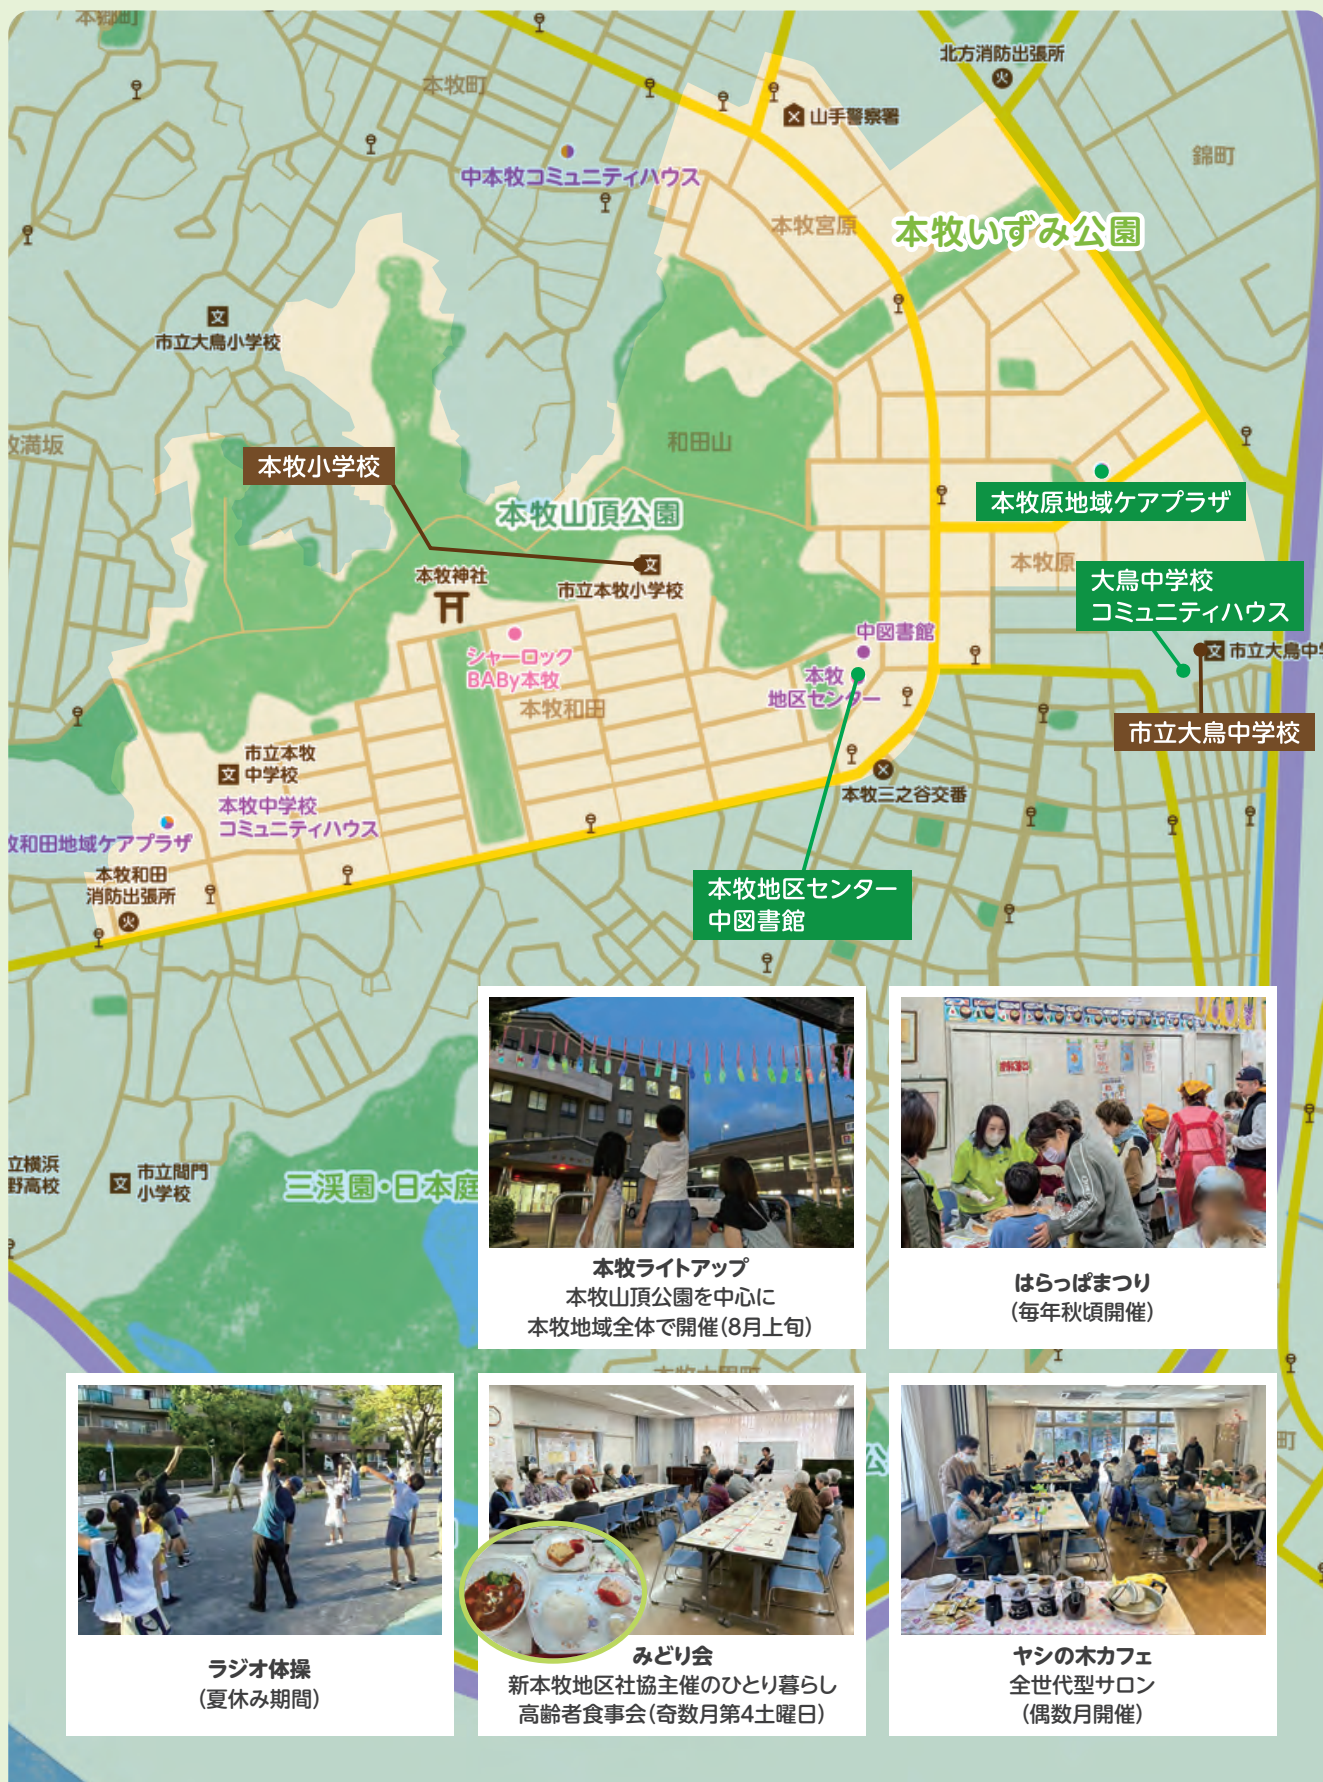 本郷町
本牧町
北方消防出張所
山手警察署
錦町
中本牧コミュニティハウス
本牧宮原
本牧いずみ公園
市立大鳥小学校
牧満坂
和田山
本牧小学校
本牧山頂公園
本牧原地域ケアプラザ
本牧原
本牧神社
市立本牧小学校
大鳥中学校
コミュニティハウス
中図書館
市立大鳥中学
シャーロック
BABy本牧
本牧
地区センター
本牧和田
市立大鳥中学校
市立本牧
中学校
本牧三之谷交番
本牧中学校
コミュニティハウス
牧和田地域ケアプラザ
本牧和田
消防出張所
本牧地区センター
中図書館
立横浜
野高校
市立間門
小学校
三渓園・日本庭
本牧ライトアップ
本牧山頂公園を中心に
本牧地域全体で開催(8月上旬)
はらっぱまつり
(毎年秋頃開催)
町
公
ラジオ体操
(夏休み期間)
みどり会
新本牧地区社協主催のひとり暮らし
高齢者食事会(奇数月第4土曜日)
ヤシの木カフェ
全世代型サロン
(偶数月開催)